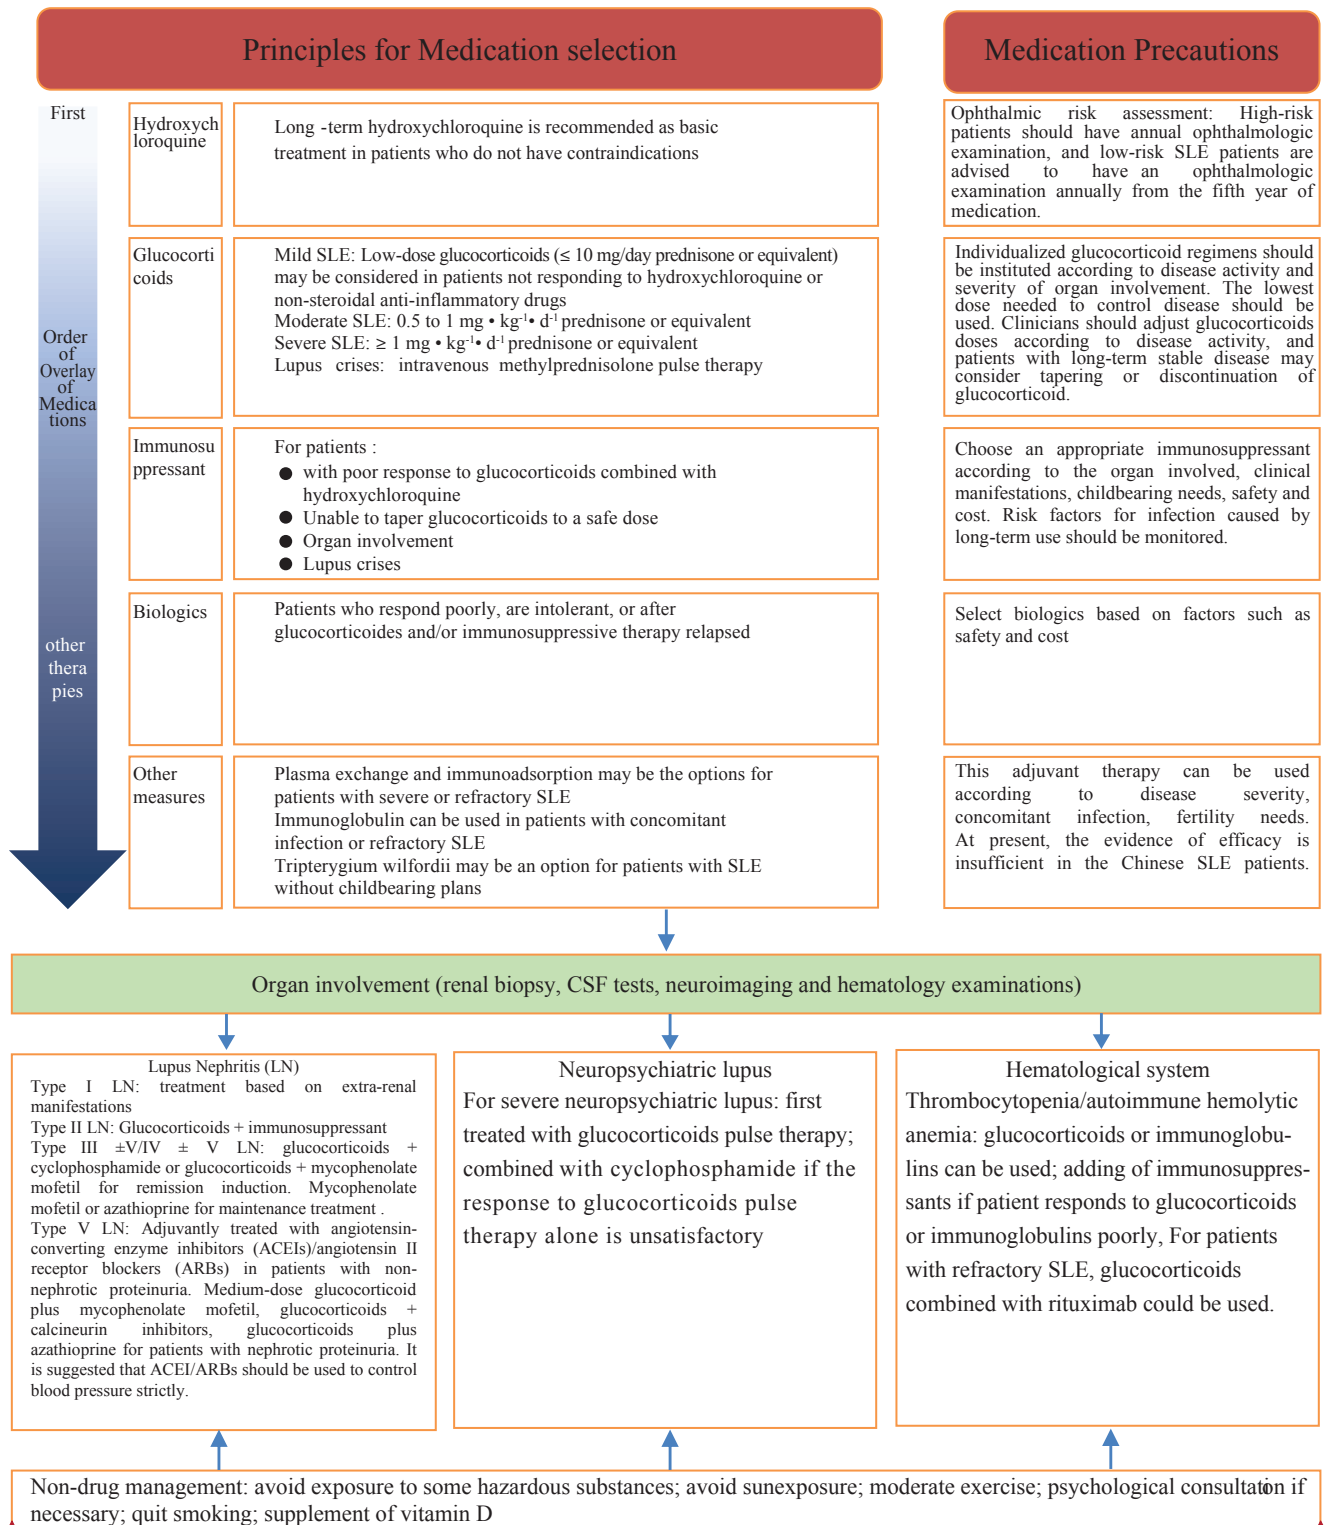 Principles for Medication selection
Medication Precautions
First
Order
of
Overlay
of
Medica
tions
other
thera
pies
Hydroxych
loroquine
Long -term hydroxychloroquine is recommended as basic
treatment in patients who do not have contraindications
Ophthalmic risk assessment: High-risk
patients should have annual ophthalmologic
examination, and low-risk SLE patients are
advised to have an ophthalmologic
examination annually from the fifth year of
medication.
Glucocorti
coids
Mild SLE: Low-dose glucocorticoids (≤ 10 mg/day prednisone or equivalent)
may be considered in patients not responding to hydroxychloroquine or
non-steroidal anti-inflammatory drugs
Moderate SLE: 0.5 to 1 mg • kg⁻¹• d⁻¹ prednisone or equivalent
Severe SLE: ≥ 1 mg • kg⁻¹• d⁻¹ prednisone or equivalent
Lupus crises: intravenous methylprednisolone pulse therapy
Individualized glucocorticoid regimens should
be instituted according to disease activity and
severity of organ involvement. The lowest
dose needed to control disease should be
used. Clinicians should adjust glucocorticoids
doses according to disease activity, and
patients with long-term stable disease may
consider tapering or discontinuation of
glucocorticoid.
Immunosu
ppressant
For patients :
● with poor response to glucocorticoids combined with
hydroxychloroquine
● Unable to taper glucocorticoids to a safe dose
● Organ involvement
● Lupus crises
Choose an appropriate immunosuppressant
according to the organ involved, clinical
manifestations, childbearing needs, safety and
cost. Risk factors for infection caused by
long-term use should be monitored.
Biologics
Patients who respond poorly, are intolerant, or after
glucocorticoides and/or immunosuppressive therapy relapsed
Select biologics based on factors such as
safety and cost
Other
measures
Plasma exchange and immunoadsorption may be the options for
patients with severe or refractory SLE
Immunoglobulin can be used in patients with concomitant
infection or refractory SLE
Tripterygium wilfordii may be an option for patients with SLE
without childbearing plans
This adjuvant therapy can be used
according to disease severity,
concomitant infection, fertility needs.
At present, the evidence of efficacy is
insufficient in the Chinese SLE patients.
Organ involvement (renal biopsy, CSF tests, neuroimaging and hematology examinations)
Lupus Nephritis (LN)
Type I LN: treatment based on extra-renal
manifestations
Type II LN: Glucocorticoids + immunosuppressant
Type III ±V/IV ± V LN: glucocorticoids +
cyclophosphamide or glucocorticoids + mycophenolate
mofetil for remission induction. Mycophenolate
mofetil or azathioprine for maintenance treatment .
Type V LN: Adjuvantly treated with angiotensin-
converting enzyme inhibitors (ACEIs)/angiotensin II
receptor blockers (ARBs) in patients with non-
nephrotic proteinuria. Medium-dose glucocorticoid
plus mycophenolate mofetil, glucocorticoids +
calcineurin inhibitors, glucocorticoids plus
azathioprine for patients with nephrotic proteinuria. It
is suggested that ACEI/ARBs should be used to control
blood pressure strictly.
Neuropsychiatric lupus
For severe neuropsychiatric lupus: first
treated with glucocorticoids pulse therapy;
combined with cyclophosphamide if the
response to glucocorticoids pulse
therapy alone is unsatisfactory
Hematological system
Thrombocytopenia/autoimmune hemolytic
anemia: glucocorticoids or immunoglobu-
lins can be used; adding of immunosuppres-
sants if patient responds to glucocorticoids
or immunoglobulins poorly, For patients
with refractory SLE, glucocorticoids
combined with rituximab could be used.
Non-drug management: avoid exposure to some hazardous substances; avoid sunexposure; moderate exercise; psychological consultation if
necessary; quit smoking; supplement of vitamin D